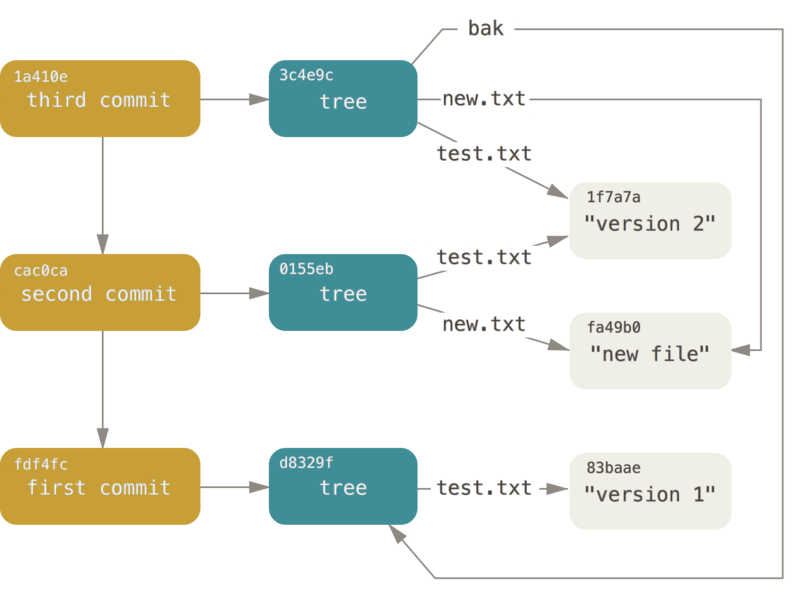 bak
1a410e
third commit
3c4e9c
tree
new.txt
test.txt
1f7a7a
"version 2"
cac0ca
second commit
0155eb
tree
test.txt
new.txt
fa49b0
"new file"
fdf4fc
first commit
d8329f
tree
test.txt
83baae
"version 1"